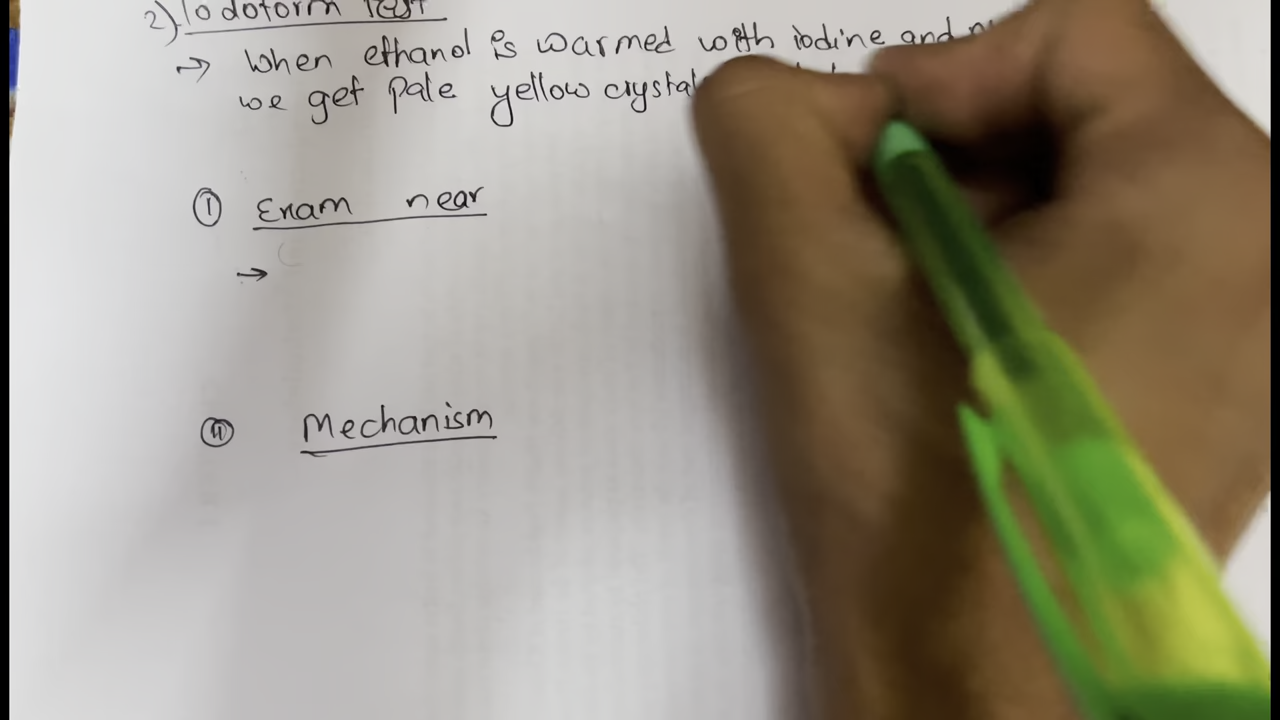 2) Iodoform Test
→ When ethanol is warmed with iodine and
we get pale yellow crystal
① Exam near
→
⑪ Mechanism